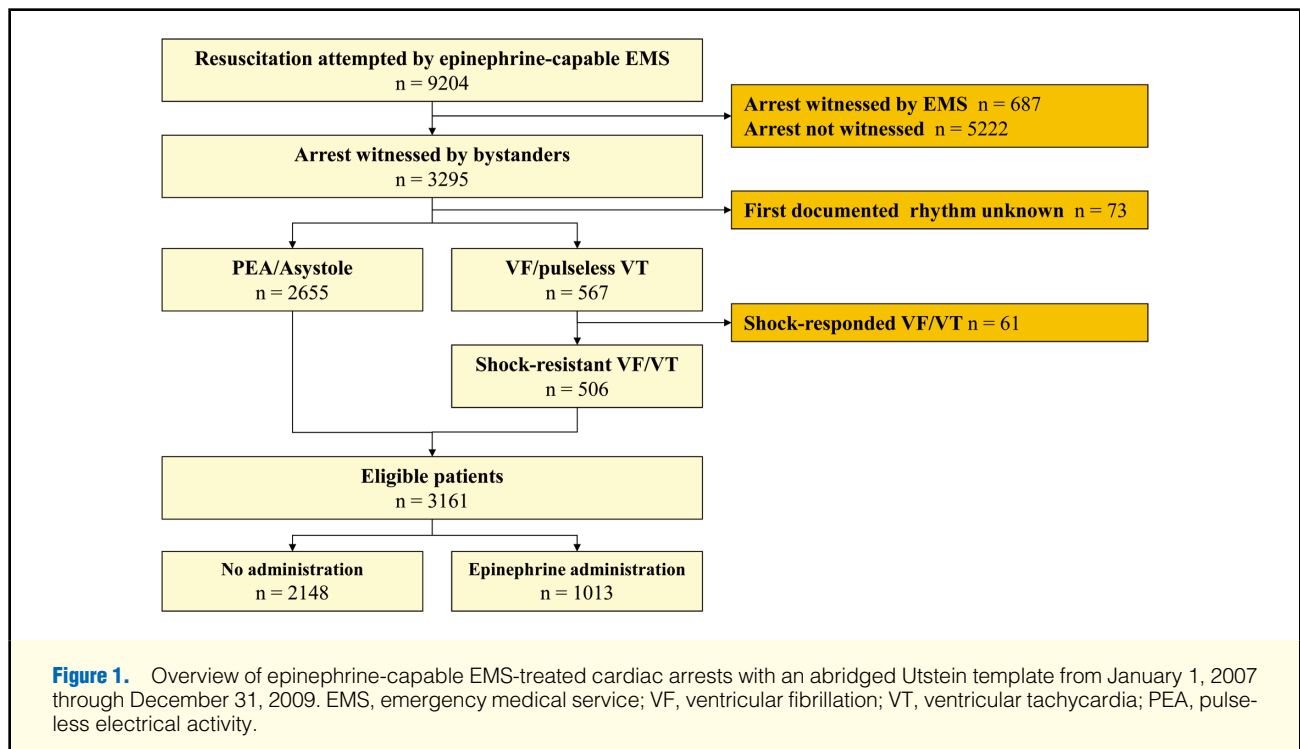 Resuscitation attempted by epinephrine-capable EMS
n = 9204
Arrest witnessed by EMS n = 687
Arrest not witnessed n = 5222
Arrest witnessed by bystanders
n = 3295
First documented rhythm unknown n = 73
PEA/Asystole
n = 2655
VF/pulseless VT
n = 567
Shock-responded VF/VT n = 61
Shock-resistant VF/VT
n = 506
Eligible patients
n = 3161
No administration
n = 2148
Epinephrine administration
n = 1013
Figure 1. Overview of epinephrine-capable EMS-treated cardiac arrests with an abridged Utstein template from January 1, 2007
through December 31, 2009. EMS, emergency medical service; VF, ventricular fibrillation; VT, ventricular tachycardia; PEA, pulse-
less electrical activity.